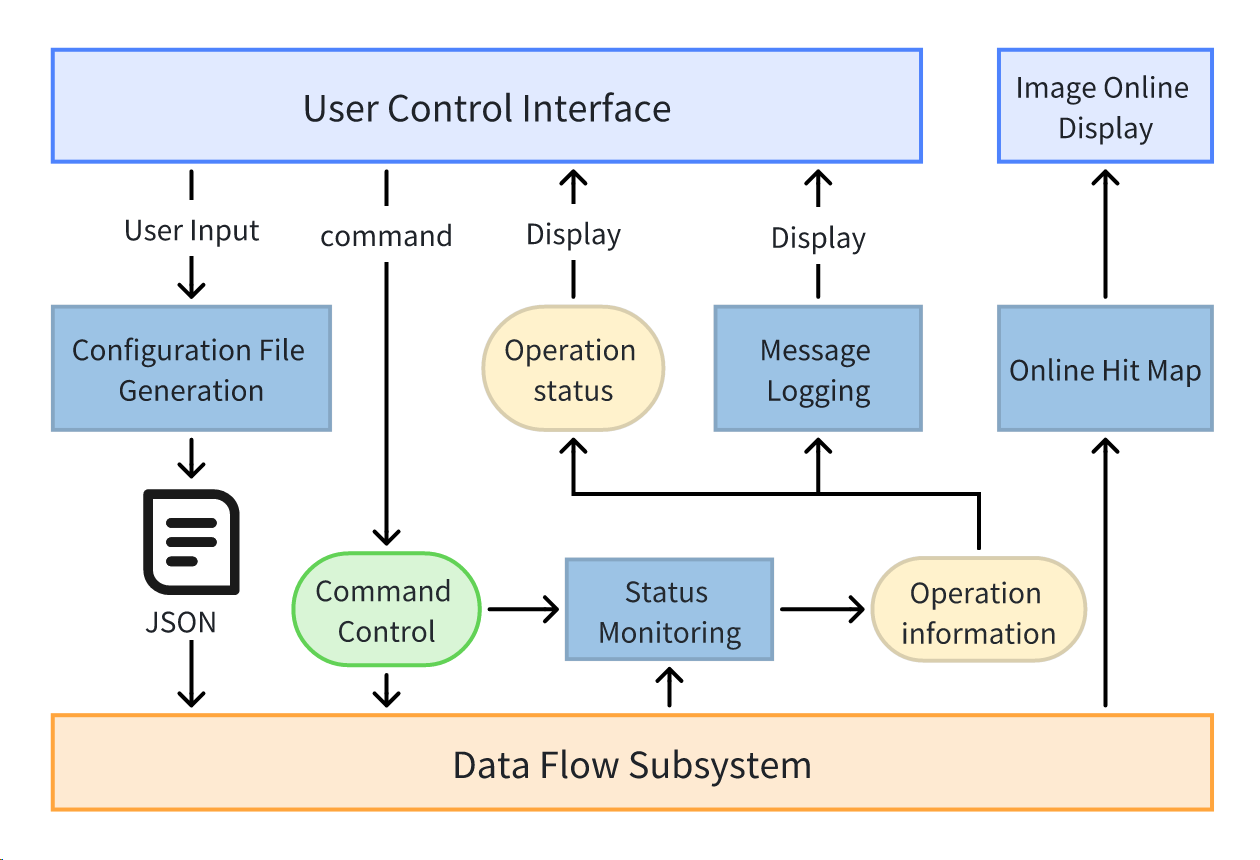 User Control Interface
Image Online
Display
User Input
command
Display
Display
Configuration File
Generation
Operation
status
Message
Logging
Online Hit Map
JSON
Command
Control
Status
Monitoring
Operation
information
Data Flow Subsystem